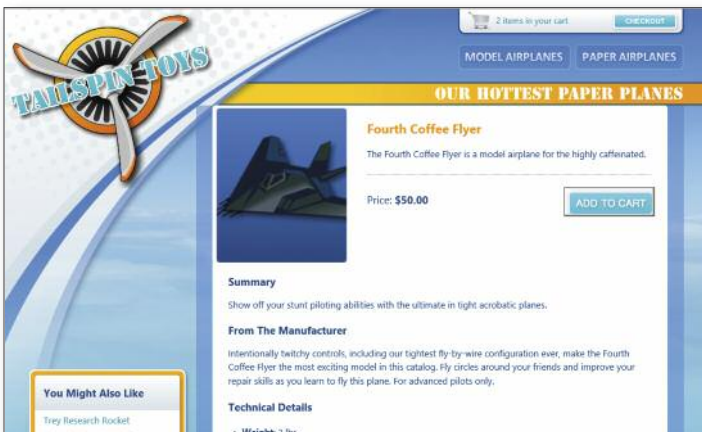 2 items in your cart
CHECKOUT
TAILSPIN TOYS
MODEL AIRPLANES
PAPER AIRPLANES
OUR HOTTEST PAPER PLANES
Fourth Coffee Flyer
The Fourth Coffee Flyer is a model airplane for the highly caffeinated.
Price: $50.00
ADD TO CART
Summary
Show off your stunt piloting abilities with the ultimate in tight acrobatic planes.
From The Manufacturer
Intentionally twitchy controls, including our tightest fly-by-wire configuration ever, make the Fourth
Coffee Flyer the most exciting model in this catalog. Fly circles around your friends and improve your
repair skills as you learn to fly this plane. For advanced pilots only.
Technical Details
You Might Also Like
Trey Research Rocket
Weight: